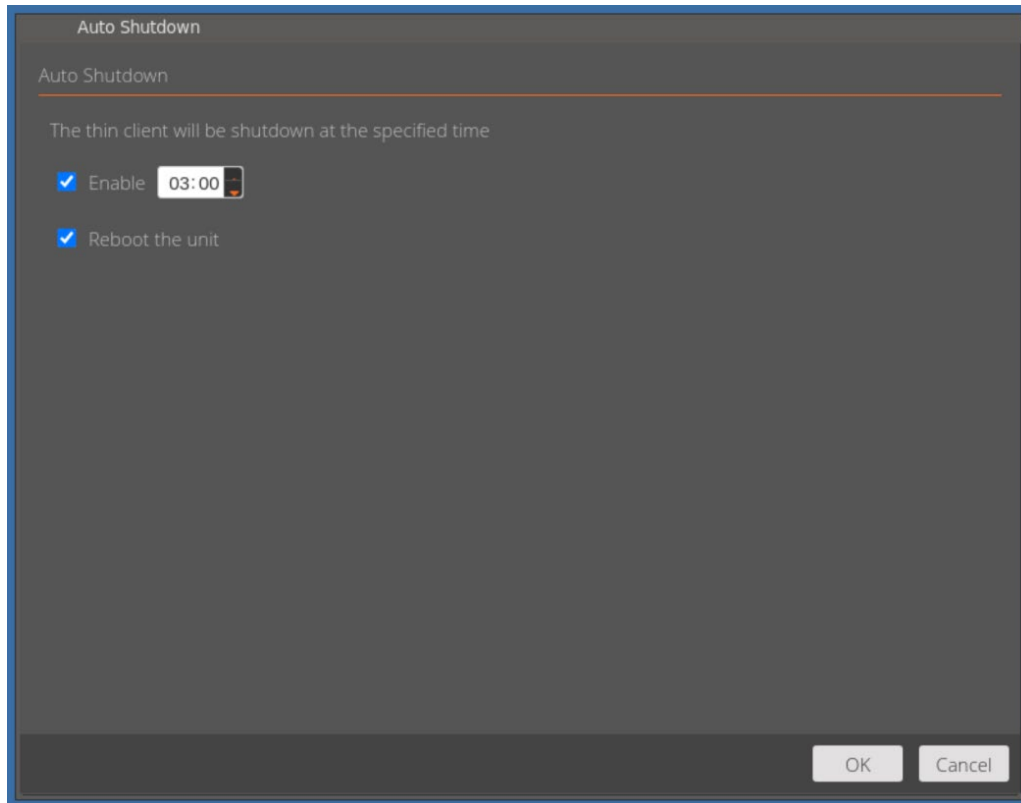 Auto Shutdown
Auto Shutdown
The thin client will be shutdown at the specified time
Enable 03:00
Reboot the unit
OK Cancel